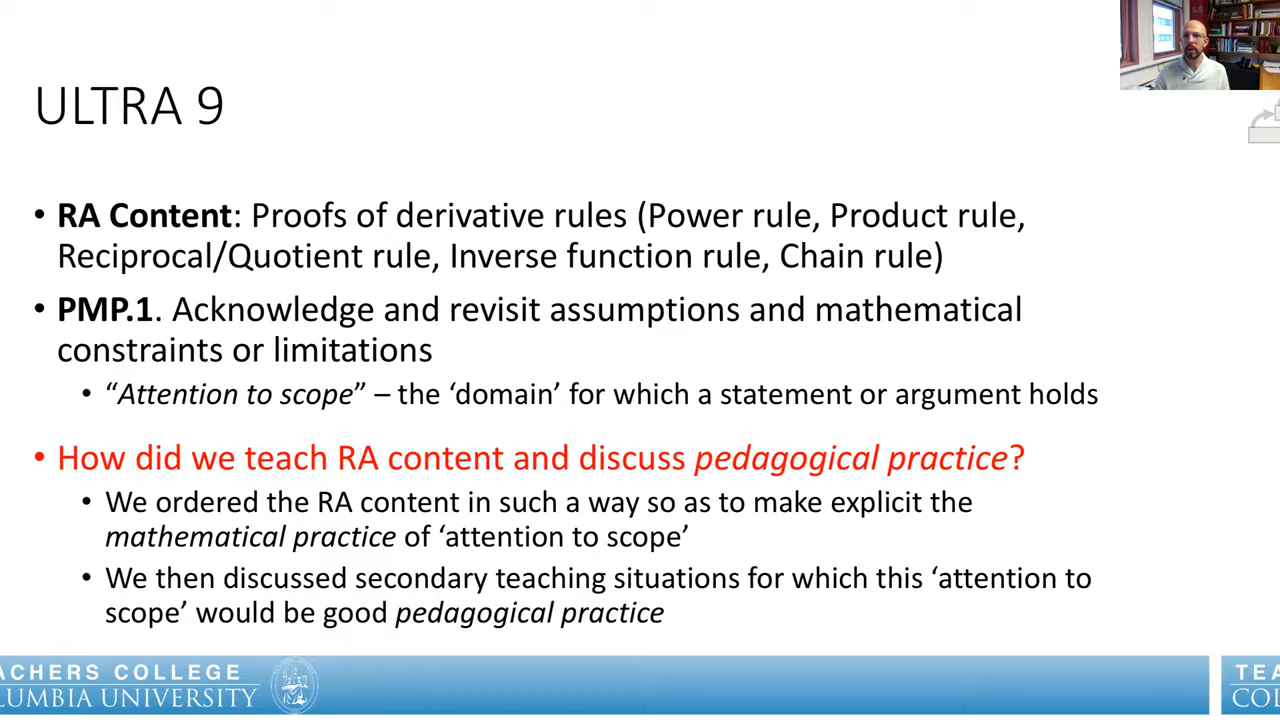 ULTRA 9
• RA Content: Proofs of derivative rules (Power rule, Product rule,
Reciprocal/Quotient rule, Inverse function rule, Chain rule)
• PMP.1. Acknowledge and revisit assumptions and mathematical
constraints or limitations
• “Attention to scope” – the ‘domain’ for which a statement or argument holds
• How did we teach RA content and discuss pedagogical practice?
• We ordered the RA content in such a way so as to make explicit the
mathematical practice of ‘attention to scope’
• We then discussed secondary teaching situations for which this ‘attention to
scope’ would be good pedagogical practice
ACHERS COLLEGE
LUMBIA UNIVERSITY
TEA
COL